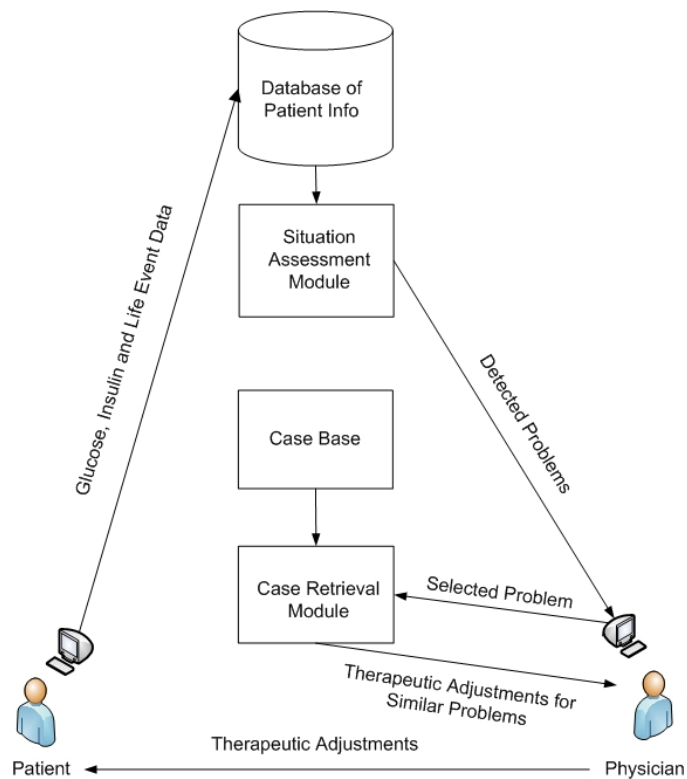 Database of
Patient Info
Situation
Assessment
Module
Glucose, Insulin and Life Event Data
Detected Problems
Case Base
Case Retrieval
Module
Selected Problem
Therapeutic Adjustments for
Similar Problems
Therapeutic Adjustments
Patient
Physician